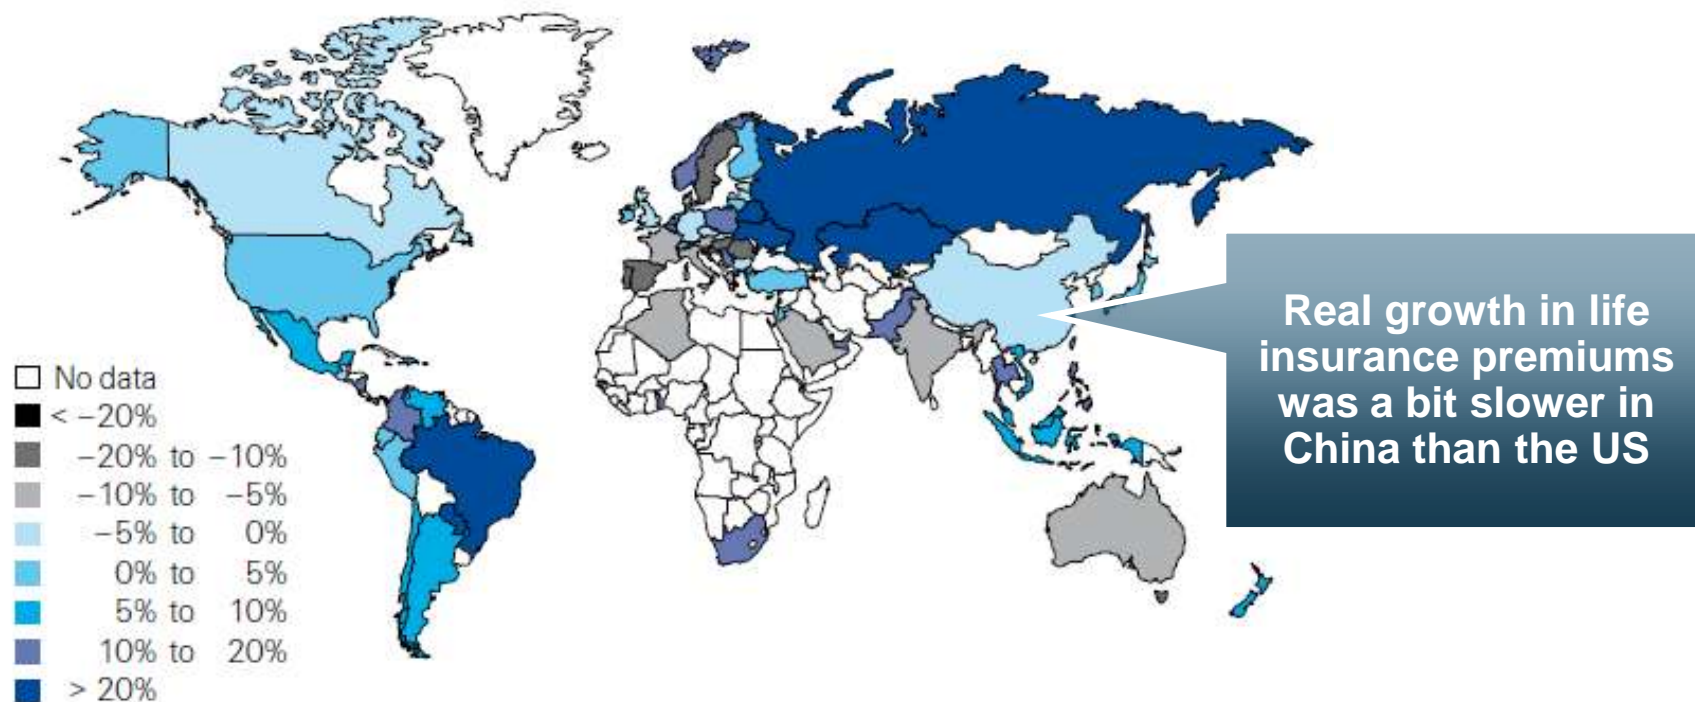 No data
< −20%
−20% to −10%
−10% to −5%
−5% to 0%
0% to 5%
5% to 10%
10% to 20%
> 20%
Real growth in life
insurance premiums
was a bit slower in
China than the US